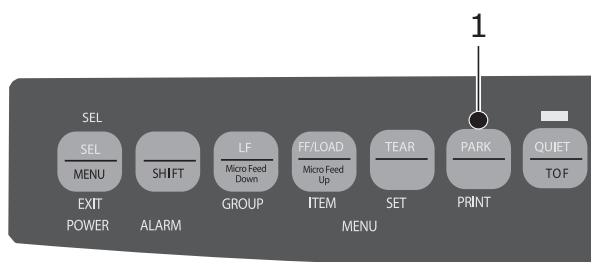 1
SEL
SEL
MENU
SHIFT
LF
Micro Feed
Down
FF/LOAD
Micro Feed
Up
TEAR
PARK
QUIET
TOF
EXIT
GROUP
ITEM
SET
PRINT
POWER
ALARM
MENU